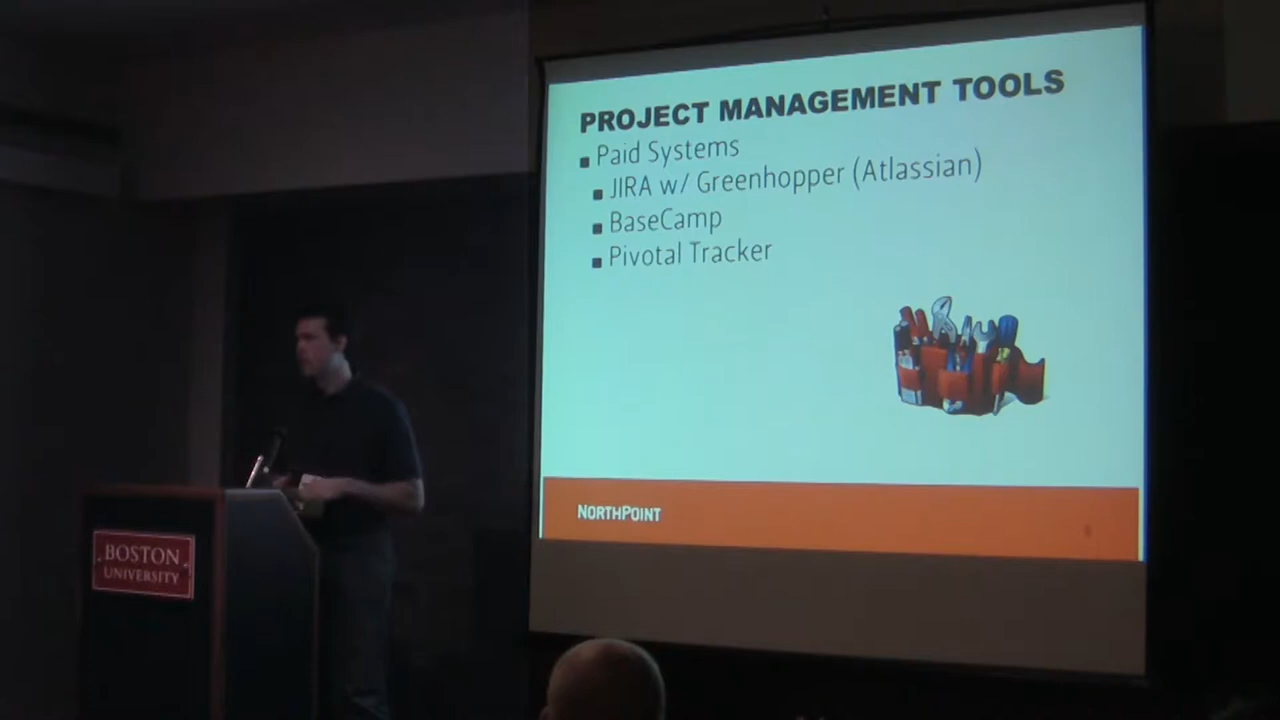 PROJECT MANAGEMENT TOOLS
Paid Systems
JIRA w/ Greenhopper (Atlassian)
BaseCamp
Pivotal Tracker
NORTHPOINT
BOSTON
UNIVERSITY